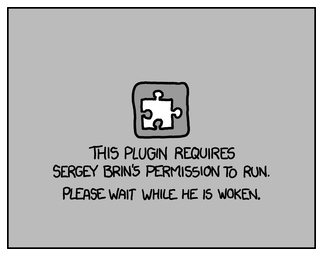 THIS PLUGIN REQUIRES
SERGEY BRIN'S PERMISSION TO RUN.
PLEASE WAIT WHILE HE IS WOKEN.